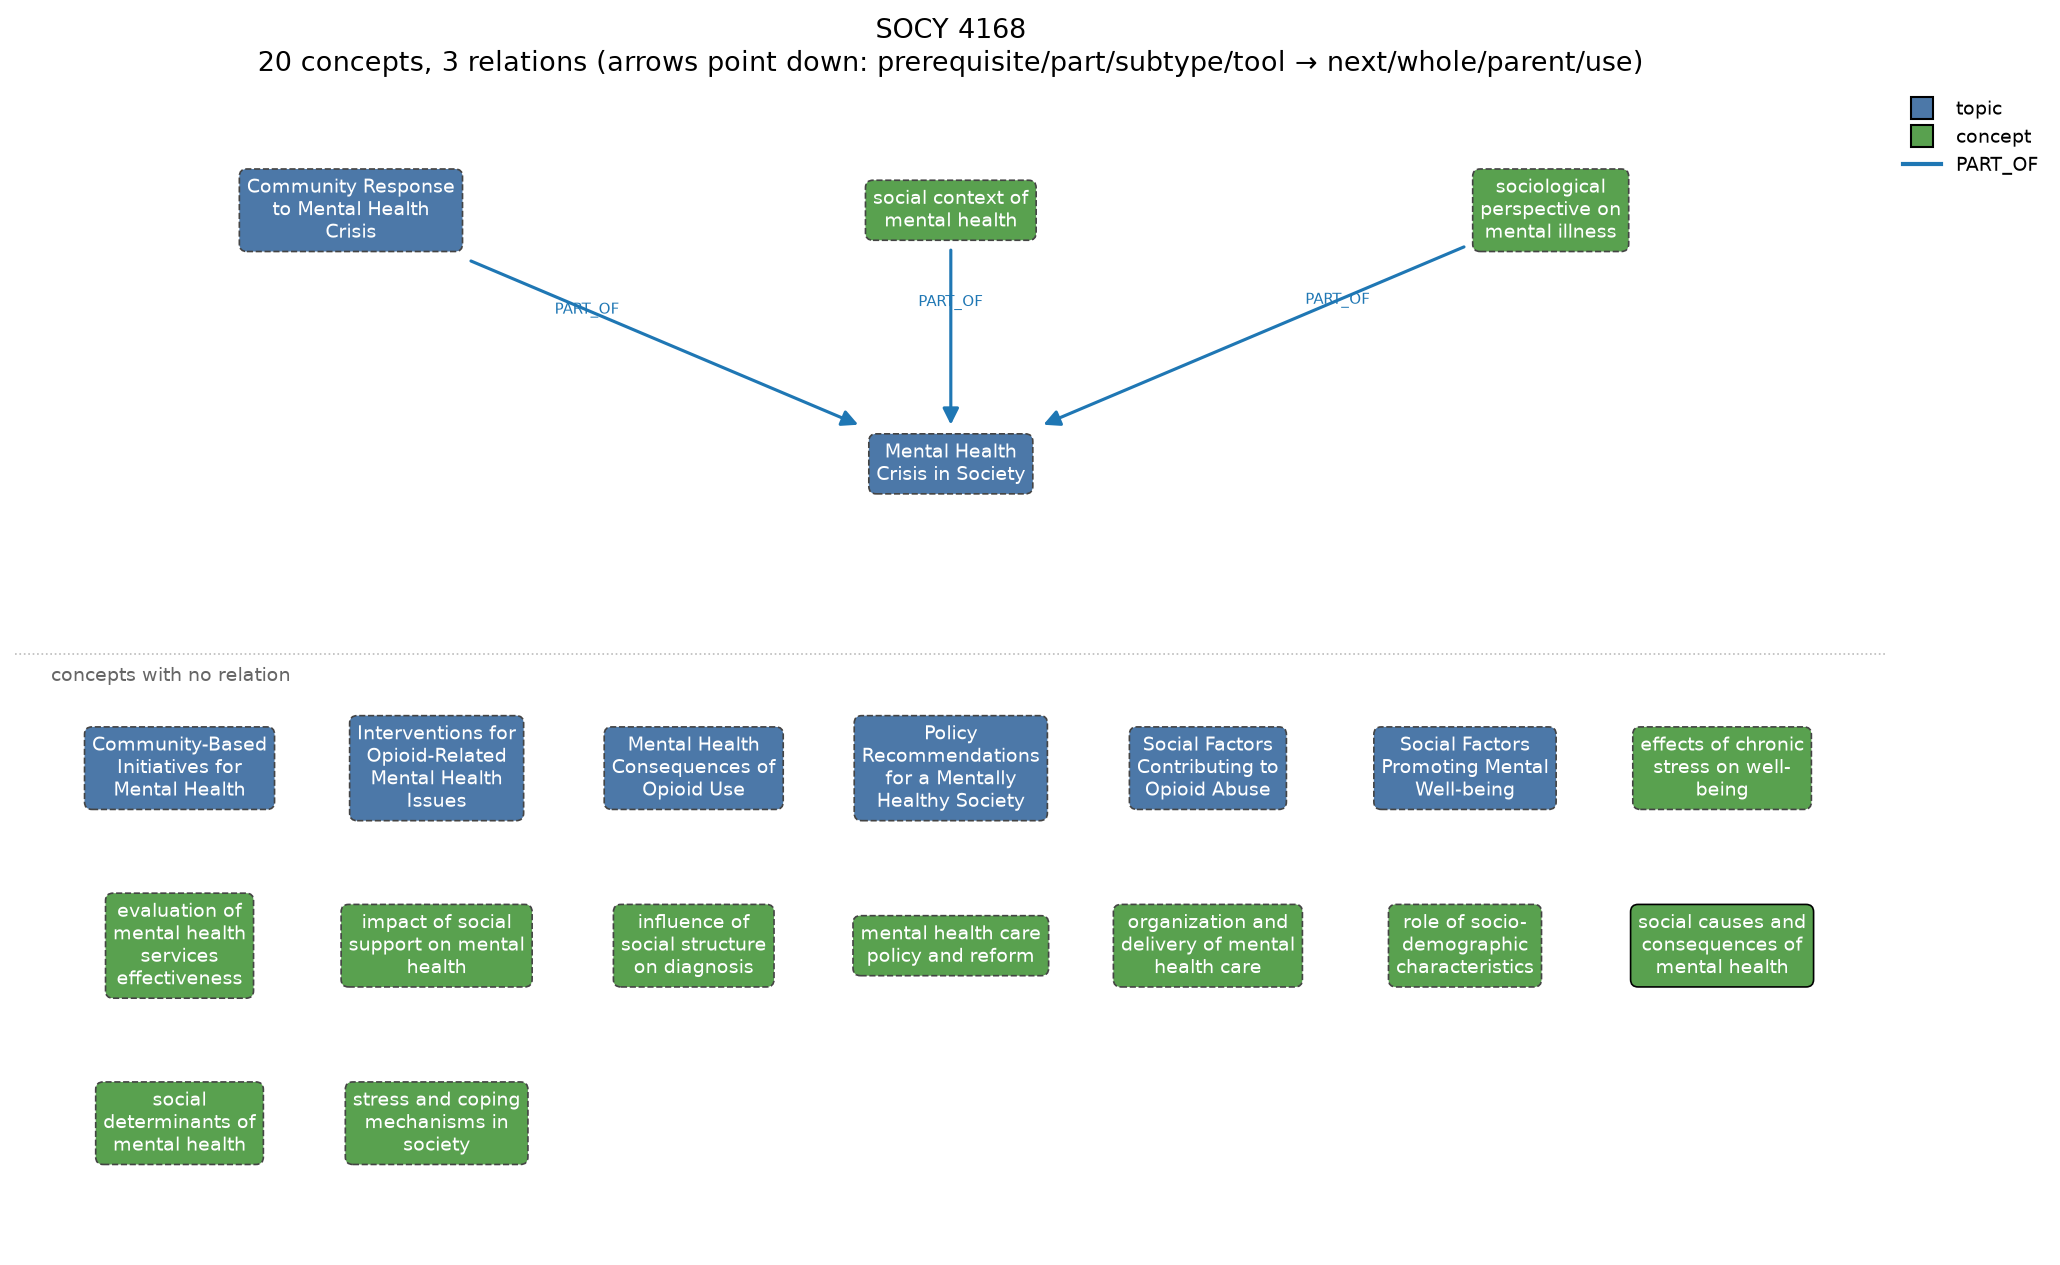 SOCY 4168
20 concepts, 3 relations (arrows point down: prerequisite/part/subtype/tool → next/whole/parent/use)
topic
concept
PART_OF
Community Response
to Mental Health
Crisis
social context of
mental health
sociological
perspective on
mental illness
PART_OF
PART_OF
PART_OF
Mental Health
Crisis in Society
concepts with no relation
Community-Based
Initiatives for
Mental Health
Interventions for
Opioid-Related
Mental Health
Issues
Mental Health
Consequences of
Opioid Use
Policy
Recommendations
for a Mentally
Healthy Society
Social Factors
Contributing to
Opioid Abuse
Social Factors
Promoting Mental
Well-being
effects of chronic
stress on well-
being
evaluation of
mental health
services
effectiveness
impact of social
support on mental
health
influence of
social structure
on diagnosis
mental health care
policy and reform
organization and
delivery of mental
health care
role of socio-
demographic
characteristics
social causes and
consequences of
mental health
social
determinants of
mental health
stress and coping
mechanisms in
society